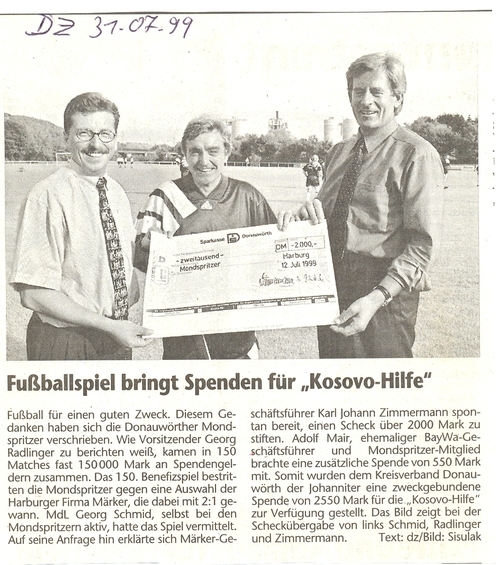 DZ 31.07.99
Sparkasse Donauwörth
DM -2.000,-
- zweitausend -
Mondspritzer
Harburg
12. Juli 1999
Fußballspiel bringt Spenden für „Kosovo-Hilfe“
Fußball für einen guten Zweck. Diesem Ge-
danken haben sich die Donauwörther Mond-
spritzer verschrieben. Wie Vorsitzender Georg
Radlinger zu berichten weiß, kamen in 150
Matches fast 150 000 Mark an Spendengel-
dern zusammen. Das 150. Benefizspiel bestrit-
ten die Mondspritzer gegen eine Auswahl der
Harburger Firma Märker, die dabei mit 2:1 ge-
wann. MdL Georg Schmid, selbst bei den
Mondspritzern aktiv, hatte das Spiel vermittelt.
Auf seine Anfrage hin erklärte sich Märker-Ge-
schäftsführer Karl Johann Zimmermann spon-
tan bereit, einen Scheck über 2000 Mark zu
stiften. Adolf Mair, ehemaliger BayWa-Ge-
schäftsführer und Mondspritzer-Mitglied
brachte eine zusätzliche Spende von 550 Mark
mit. Somit wurden dem Kreisverband Donau-
wörth der Johanniter eine zweckgebundene
Spende von 2550 Mark für die „Kosovo-Hilfe“
zur Verfügung gestellt. Das Bild zeigt bei der
Scheckübergabe von links Schmid, Radlinger
und Zimmermann. Text: dz/Bild: Sisulak